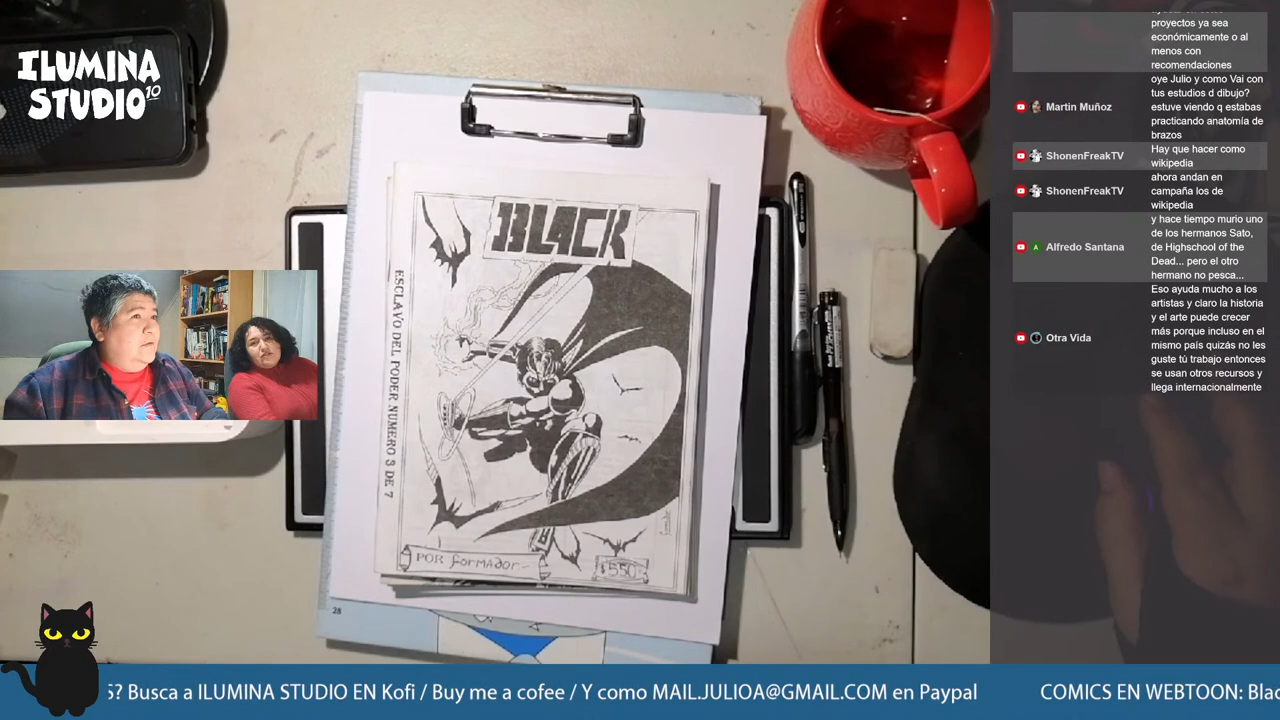 ILUMINA
STUDIO 10
BLACK
ESCLAVO DEL PODER NUMERO 3 DE 7
POR FORMADOR-
$550.
28
proyectos ya sea
económicamente o al
menos con
recomendaciones
Martin Muñoz
oye Julio y como Vai con
tus estudios d dibujo?
estuve viendo q estabas
practicando anatomía de
brazos
ShonenFreakTV
Hay que hacer como
wikipedia
ShonenFreakTV
ahora andan en
campaña los de
wikipedia
Alfredo Santana
y hace tiempo murio uno
de los hermanos Sato,
de Highschool of the
Dead... pero el otro
hermano no pesca...
Otra Vida
Eso ayuda mucho a los
artistas y claro la historia
y el arte puede crecer
más porque incluso en el
mismo país quizás no les
guste tú trabajo entonces
se usan otros recursos y
llega internacionalmente
S? Busca a ILUMINA STUDIO EN Kofi / Buy me a cofee / Y como MAIL.JULIOA@GMAIL.COM en Paypal
COMICS EN WEBTOON: Blac